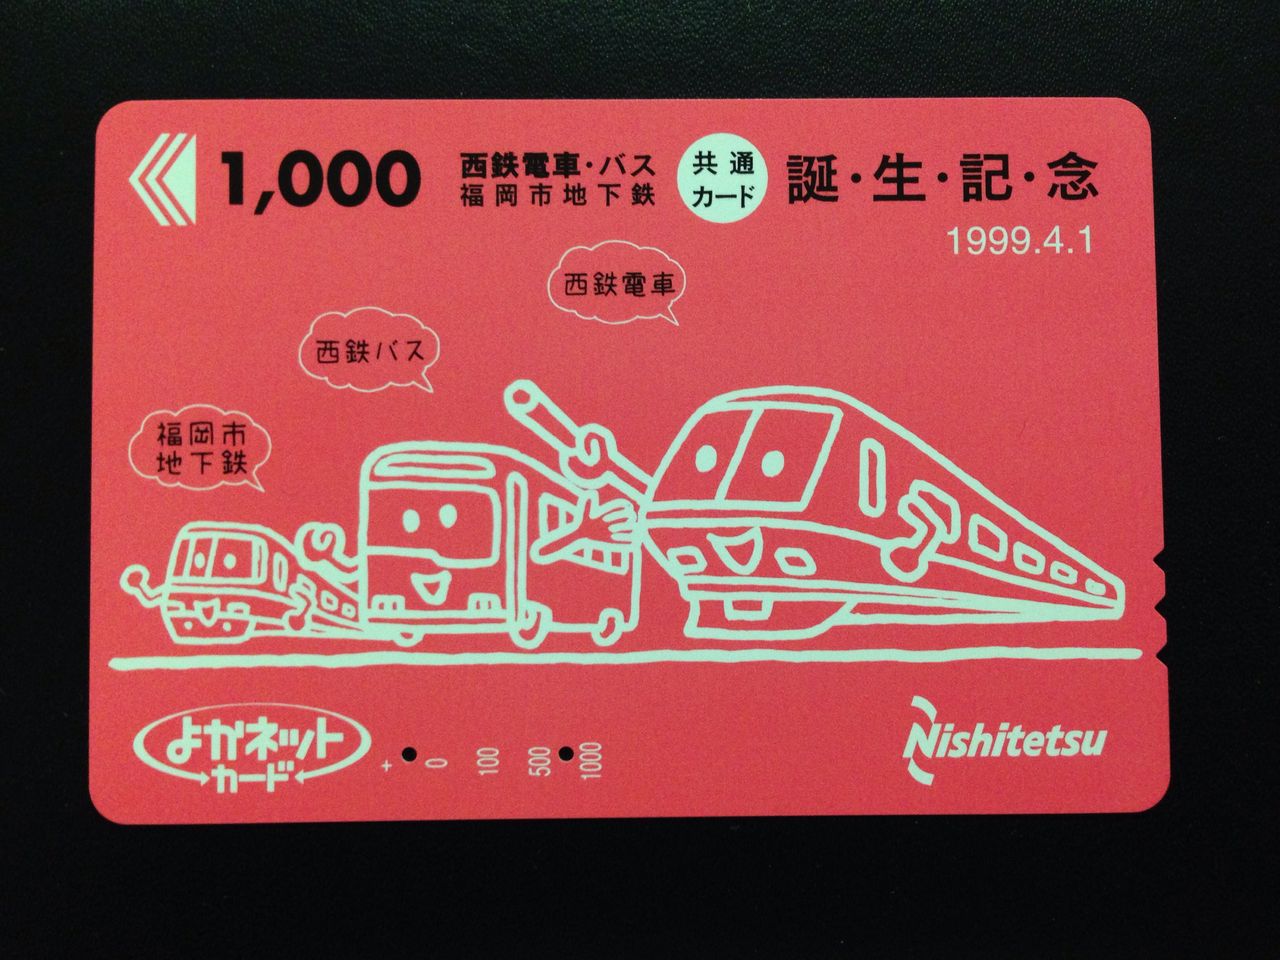 1,000
西鉄電車・バス
福岡市地下鉄
共通
カード
誕・生・記・念
1999.4.1
西鉄電車
西鉄バス
福岡市
地下鉄
よかネット
カード
+ 0 100 500 1000
Nishitetsu